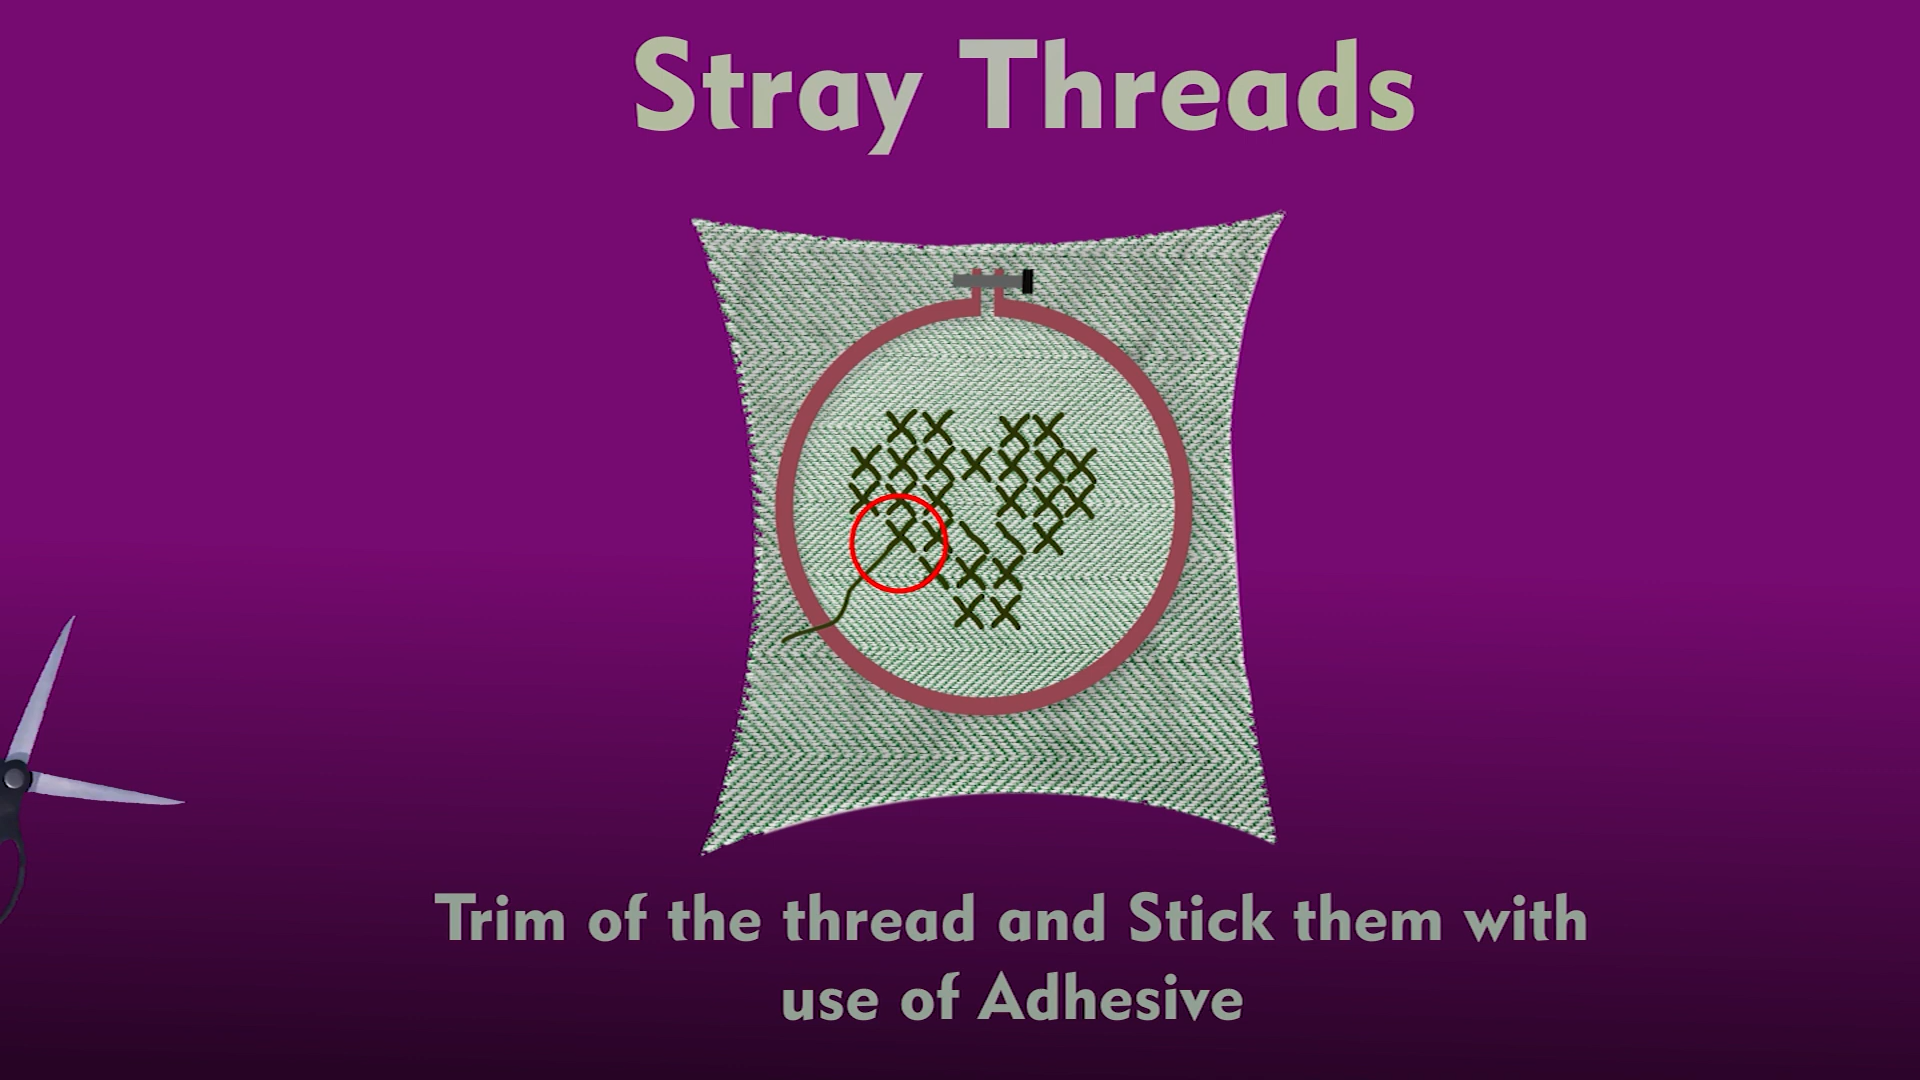 Stray Threads
Trim of the thread and Stick them with
use of Adhesive